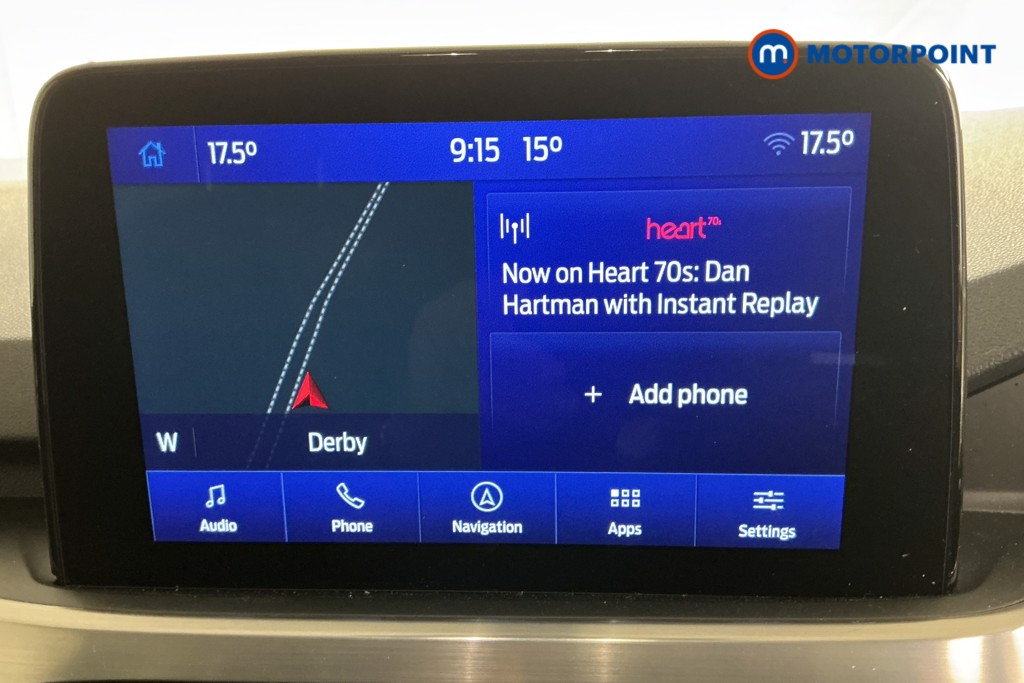 m. MOTORPOINT
17.5° 9:15 15° 17.5°
heart 70s
Now on Heart 70s: Dan
Hartman with Instant Replay
+ Add phone
W Derby
Audio Phone Navigation Apps Settings